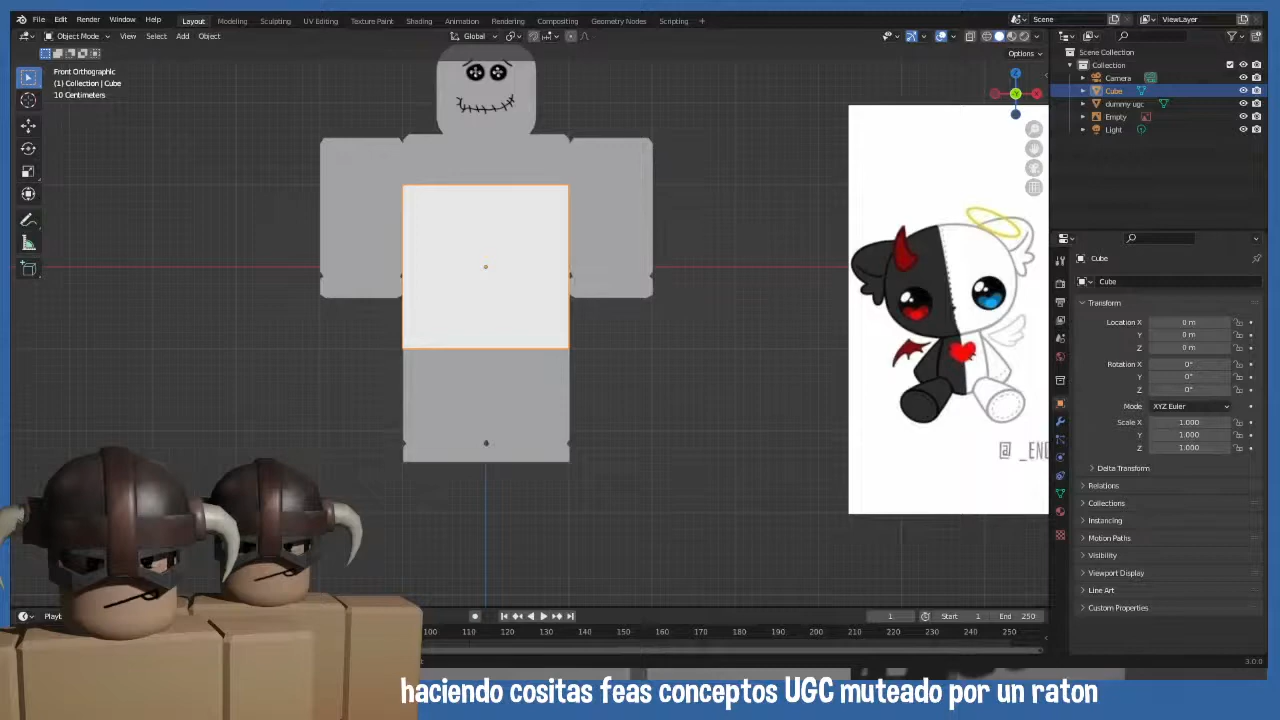 File Edit Render Window Help Layout Modeling Sculpting UV Editing Texture Paint Shading Animation Rendering Compositing Geometry Nodes Scripting + Scene ViewLayer
Object Mode View Select Add Object Global
Options
Front Orthographic
(1) Collection | Cube
10 Centimeters
Scene Collection
Collection
Camera
Cube
dummy ugc
Empty
Light
Cube
Cube
Transform
Location X 0 m
Y 0 m
Z 0 m
Rotation X 0°
Y 0°
Z 0°
Mode XYZ Euler
Scale X 1.000
Y 1.000
Z 1.000
Delta Transform
Relations
Collections
Instancing
Motion Paths
Visibility
Viewport Display
Line Art
Custom Properties
@ _ENO
1 Start 1 End 250
100 110 120 130 140 150 160 170 180 190 200 210 220 230 240 250
3.0.0
haciendo cositas feas conceptos UGC muteado por un raton